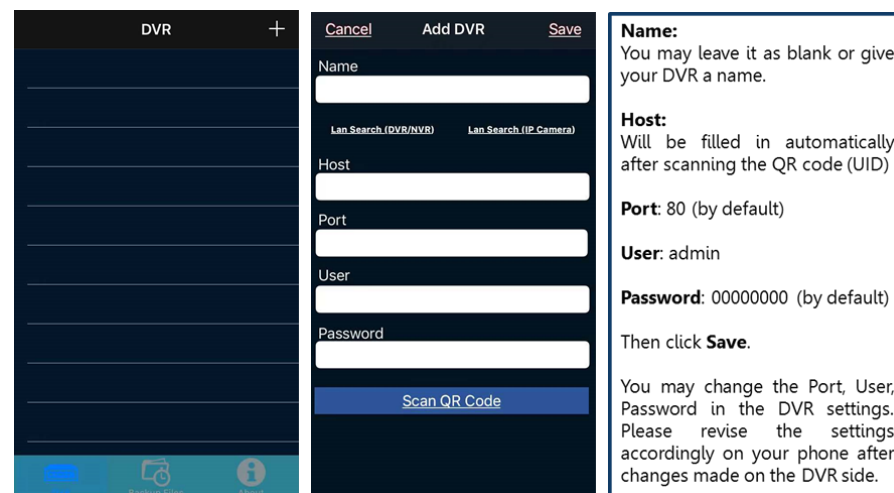 DVR
+
Cancel Add DVR Save
Name
Lan Search (DVR/NVR) Lan Search (IP Camera)
Host
Port
User
Password
Scan QR Code
Backup Files About
Name:
You may leave it as blank or give
your DVR a name.
Host:
Will be filled in automatically
after scanning the QR code (UID)
Port: 80 (by default)
User: admin
Password: 00000000 (by default)
Then click Save.
You may change the Port, User,
Password in the DVR settings.
Please revise the settings
accordingly on your phone after
changes made on the DVR side.